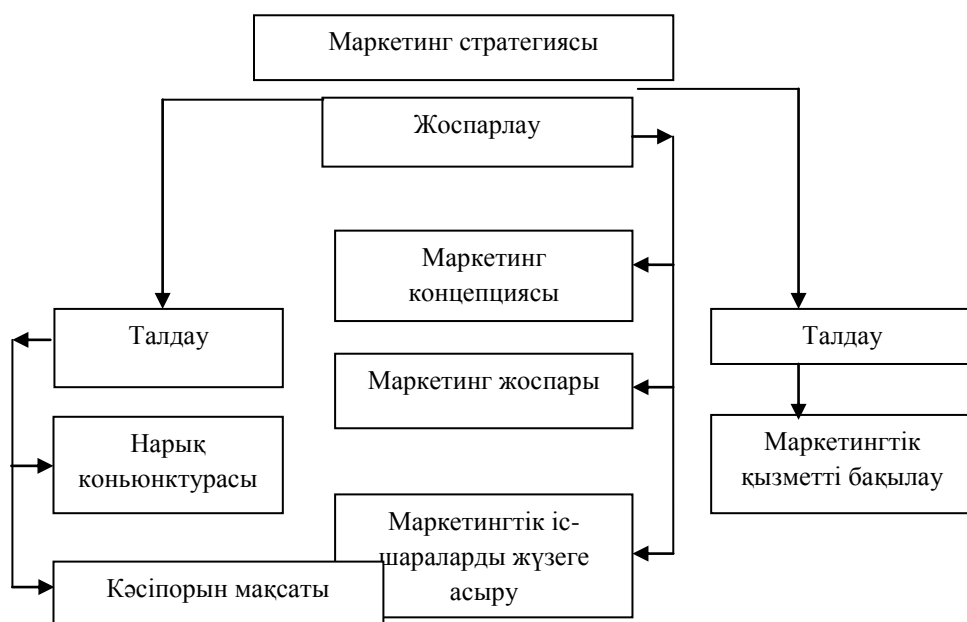 Маркетинг стратегиясы
Жоспарлау
Маркетинг
концепциясы
Талдау
Талдау
Маркетинг жоспары
Нарық
коньюнктурасы
Маркетингтік
қызметті бақылау
Маркетингтік іс-
шараларды жүзеге
асыру
Кәсіпорын мақсаты